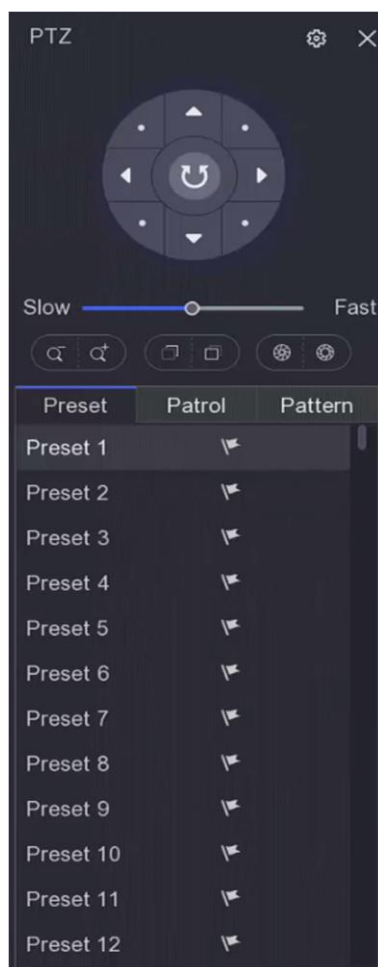 PTZ
Slow Fast
Preset Patrol Pattern
Preset 1
Preset 2
Preset 3
Preset 4
Preset 5
Preset 6
Preset 7
Preset 8
Preset 9
Preset 10
Preset 11
Preset 12